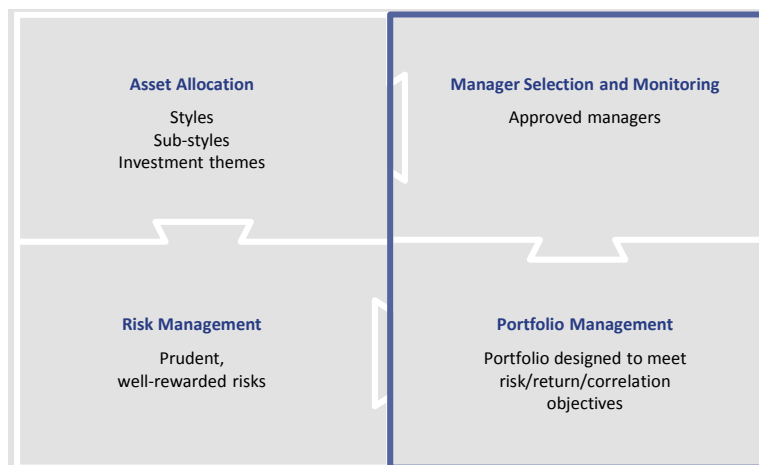 Asset Allocation
Styles
Sub-styles
Investment themes
Manager Selection and Monitoring
Approved managers
Risk Management
Prudent,
well-rewarded risks
Portfolio Management
Portfolio designed to meet
risk/return/correlation
objectives